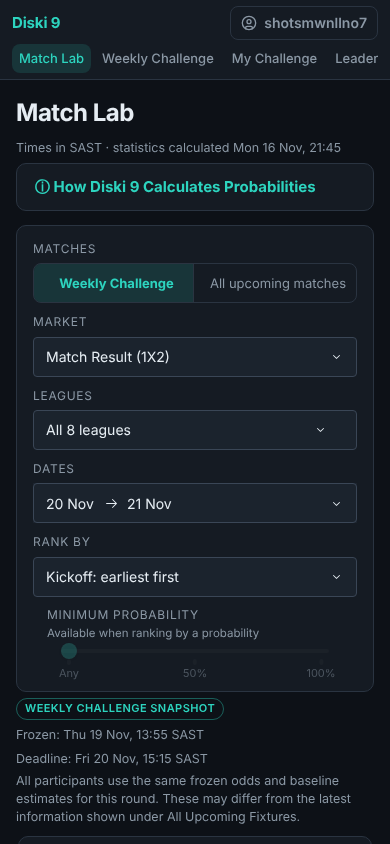 Diski 9
shotsmwnllno7
Match Lab
Weekly Challenge
My Challenge
Leader
Match Lab
Times in SAST · statistics calculated Mon 16 Nov, 21:45
How Diski 9 Calculates Probabilities
MATCHES
Weekly Challenge
All upcoming matches
MARKET
Match Result (1X2)
LEAGUES
All 8 leagues
DATES
20 Nov → 21 Nov
RANK BY
Kickoff: earliest first
MINIMUM PROBABILITY
Available when ranking by a probability
Any 50% 100%
WEEKLY CHALLENGE SNAPSHOT
Frozen: Thu 19 Nov, 13:55 SAST
Deadline: Fri 20 Nov, 15:15 SAST
All participants use the same frozen odds and baseline
estimates for this round. These may differ from the latest
information shown under All Upcoming Fixtures.